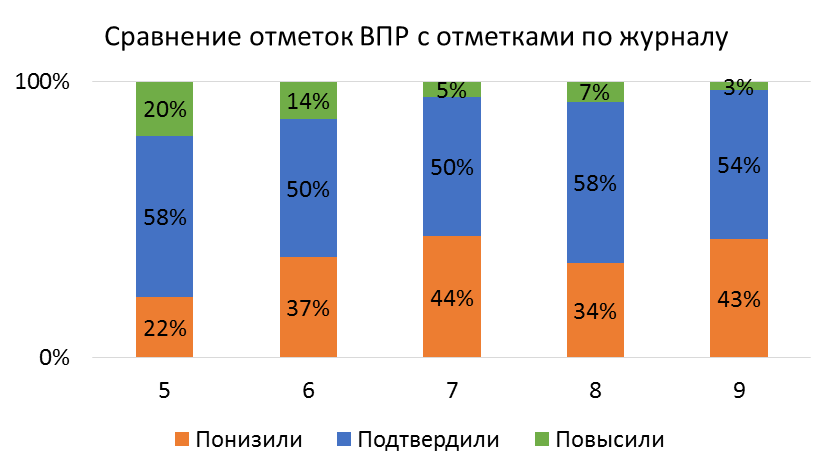 Сравнение отметок ВПР с отметками по журналу
100%
20% 14% 5% 7% 3%
58% 50% 50% 58% 54%
22% 37% 44% 34% 43%
0%
5 6 7 8 9
Понизили Подтвердили Повысили